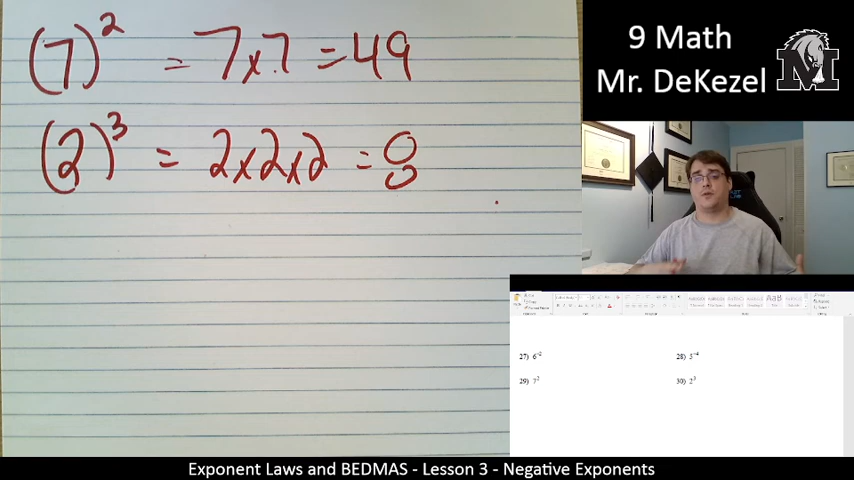 (7)² = 7x7 = 49
(2)³ = 2x2x2 = 8
9 Math
Mr. DeKezel
M
27) 6⁻²
28) 5⁻⁴
29) 7²
30) 2³
Exponent Laws and BEDMAS - Lesson 3 - Negative Exponents